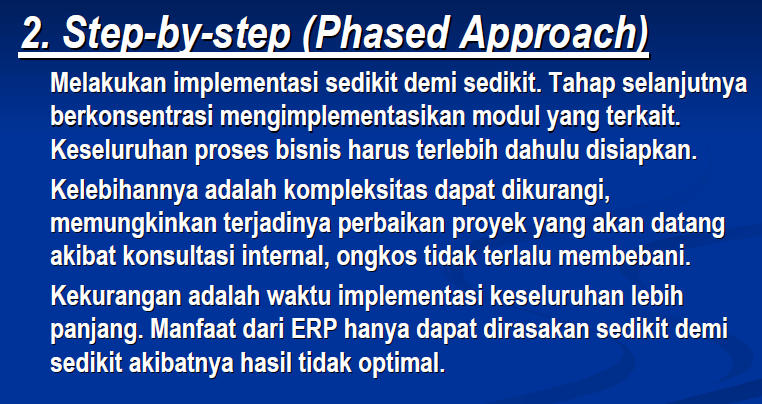 2. Step-by-step (Phased Approach)
Melakukan implementasi sedikit demi sedikit. Tahap selanjutnya
berkonsentrasi mengimplementasikan modul yang terkait.
Keseluruhan proses bisnis harus terlebih dahulu disiapkan.
Kelebihannya adalah kompleksitas dapat dikurangi,
memungkinkan terjadinya perbaikan proyek yang akan datang
akibat konsultasi internal, ongkos tidak terlalu membebani.
Kekurangan adalah waktu implementasi keseluruhan lebih
panjang. Manfaat dari ERP hanya dapat dirasakan sedikit demi
sedikit akibatnya hasil tidak optimal.